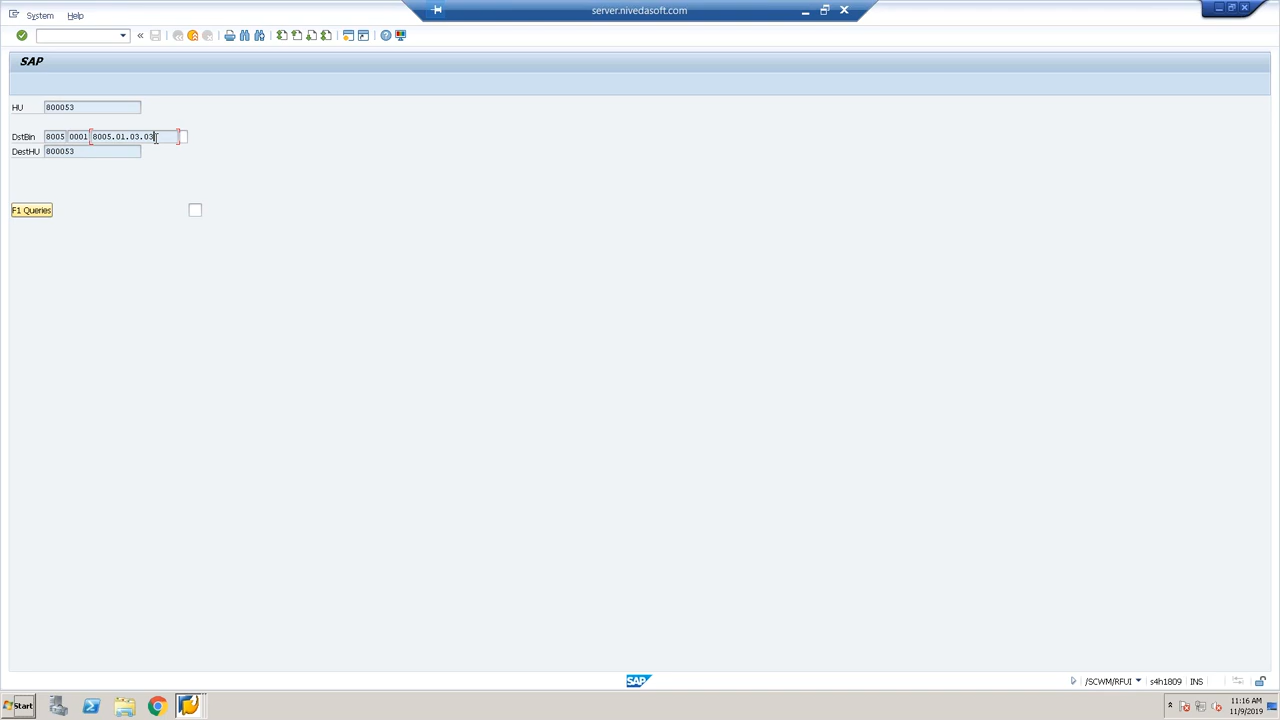 server.nivedasoft.com
System Help
SAP
HU 800053
DstBin 8005 0001 8005.01.03.03
DestHU 800053
F1 Queries
SAP /SCWM/RFUI s4h1809 INS
Start
11:16 AM
11/9/2019